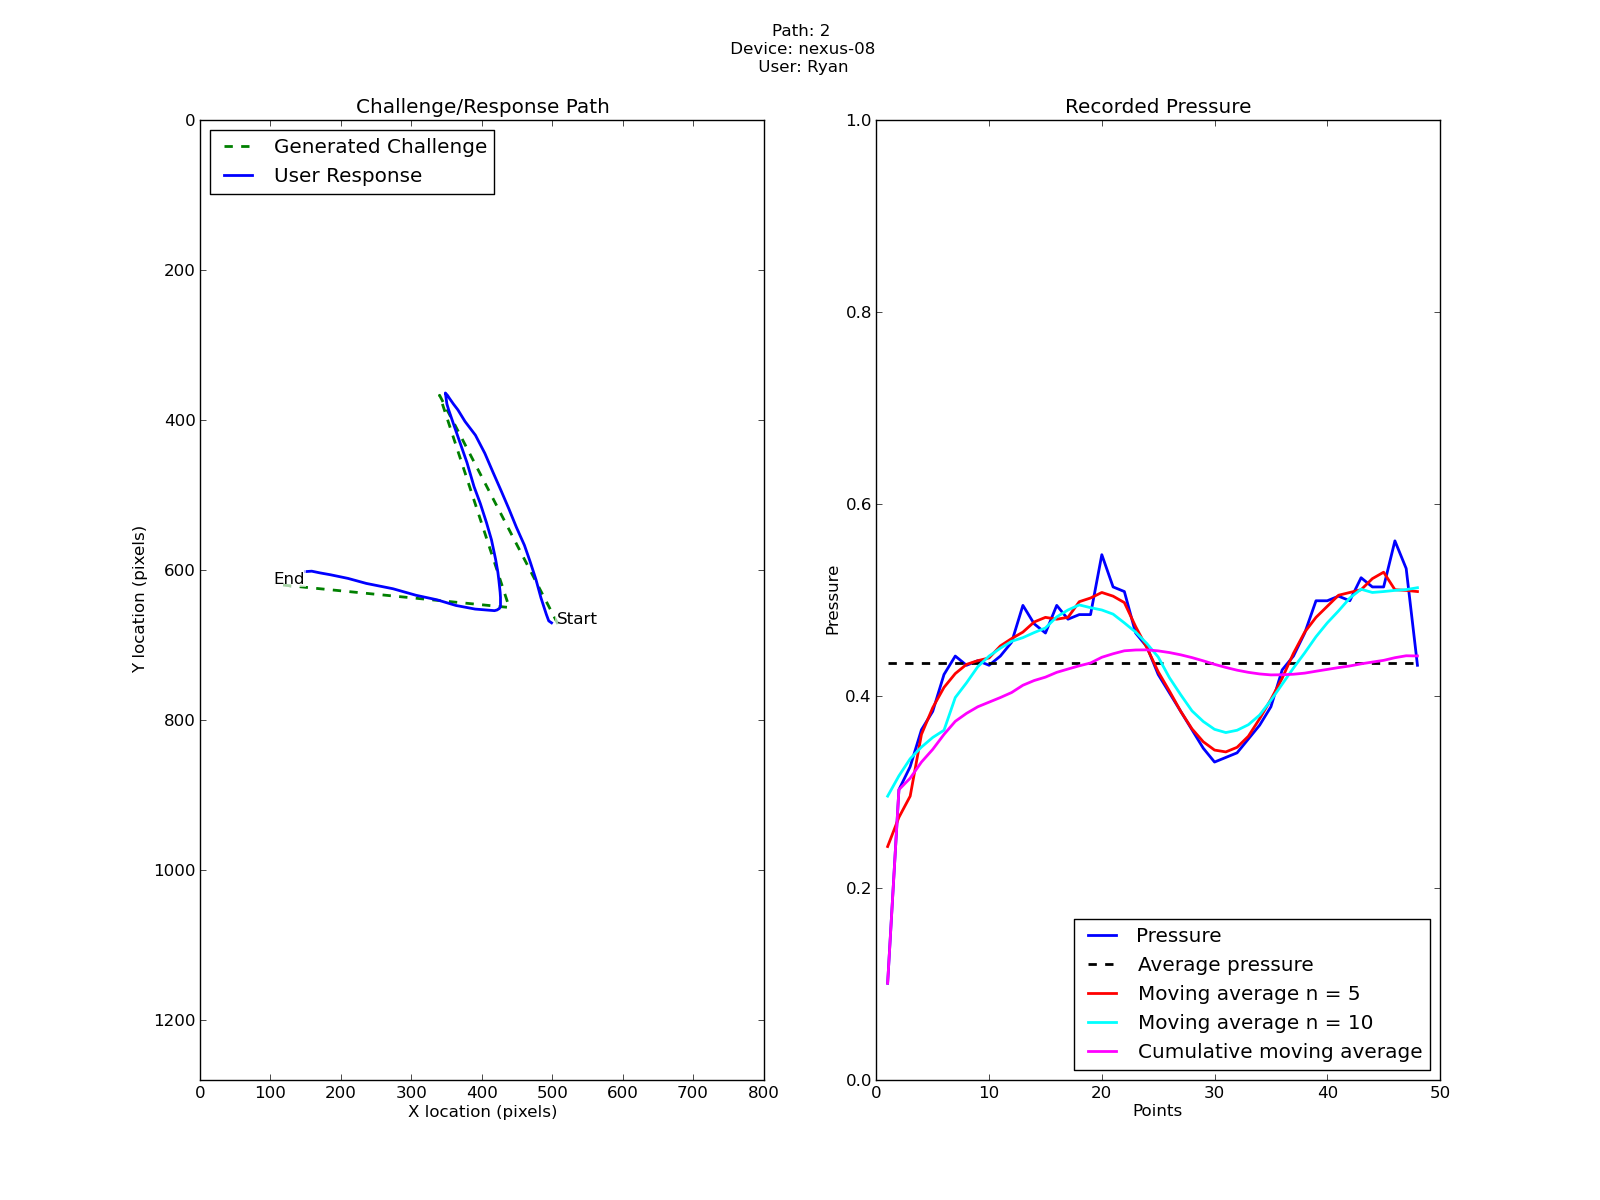 Path: 2
Device: nexus-08
User: Ryan
Challenge/Response Path
Generated Challenge
User Response
0
200
400
600
800
1000
1200
Y location (pixels)
End
Start
0 100 200 300 400 500 600 700 800
X location (pixels)
Recorded Pressure
1.0
0.8
0.6
0.4
0.2
0.0
Pressure
Pressure
Average pressure
Moving average n = 5
Moving average n = 10
Cumulative moving average
0 10 20 30 40 50
Points